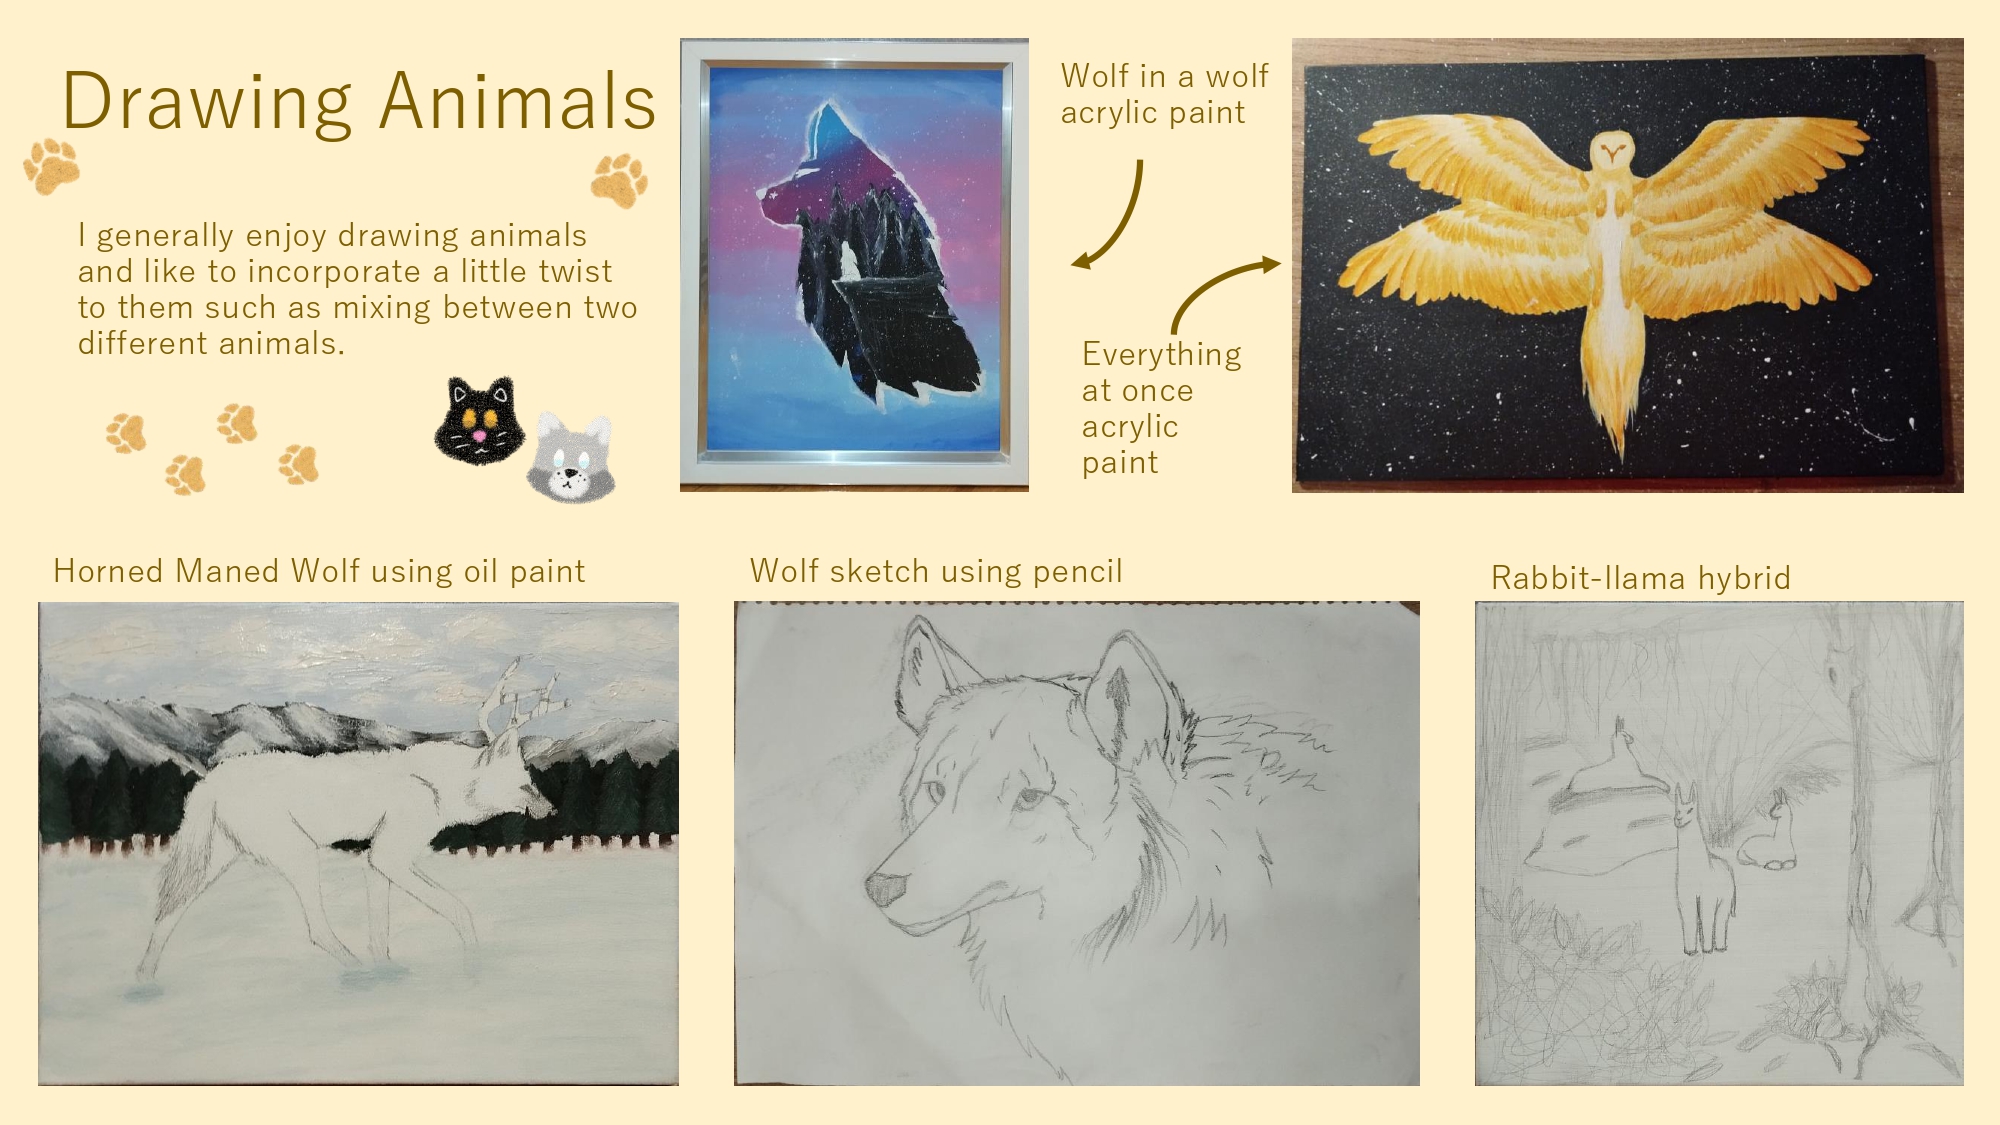 Drawing Animals
I generally enjoy drawing animals
and like to incorporate a little twist
to them such as mixing between two
different animals.
Wolf in a wolf
acrylic paint
Everything
at once
acrylic
paint
Horned Maned Wolf using oil paint
Wolf sketch using pencil
Rabbit-llama hybrid